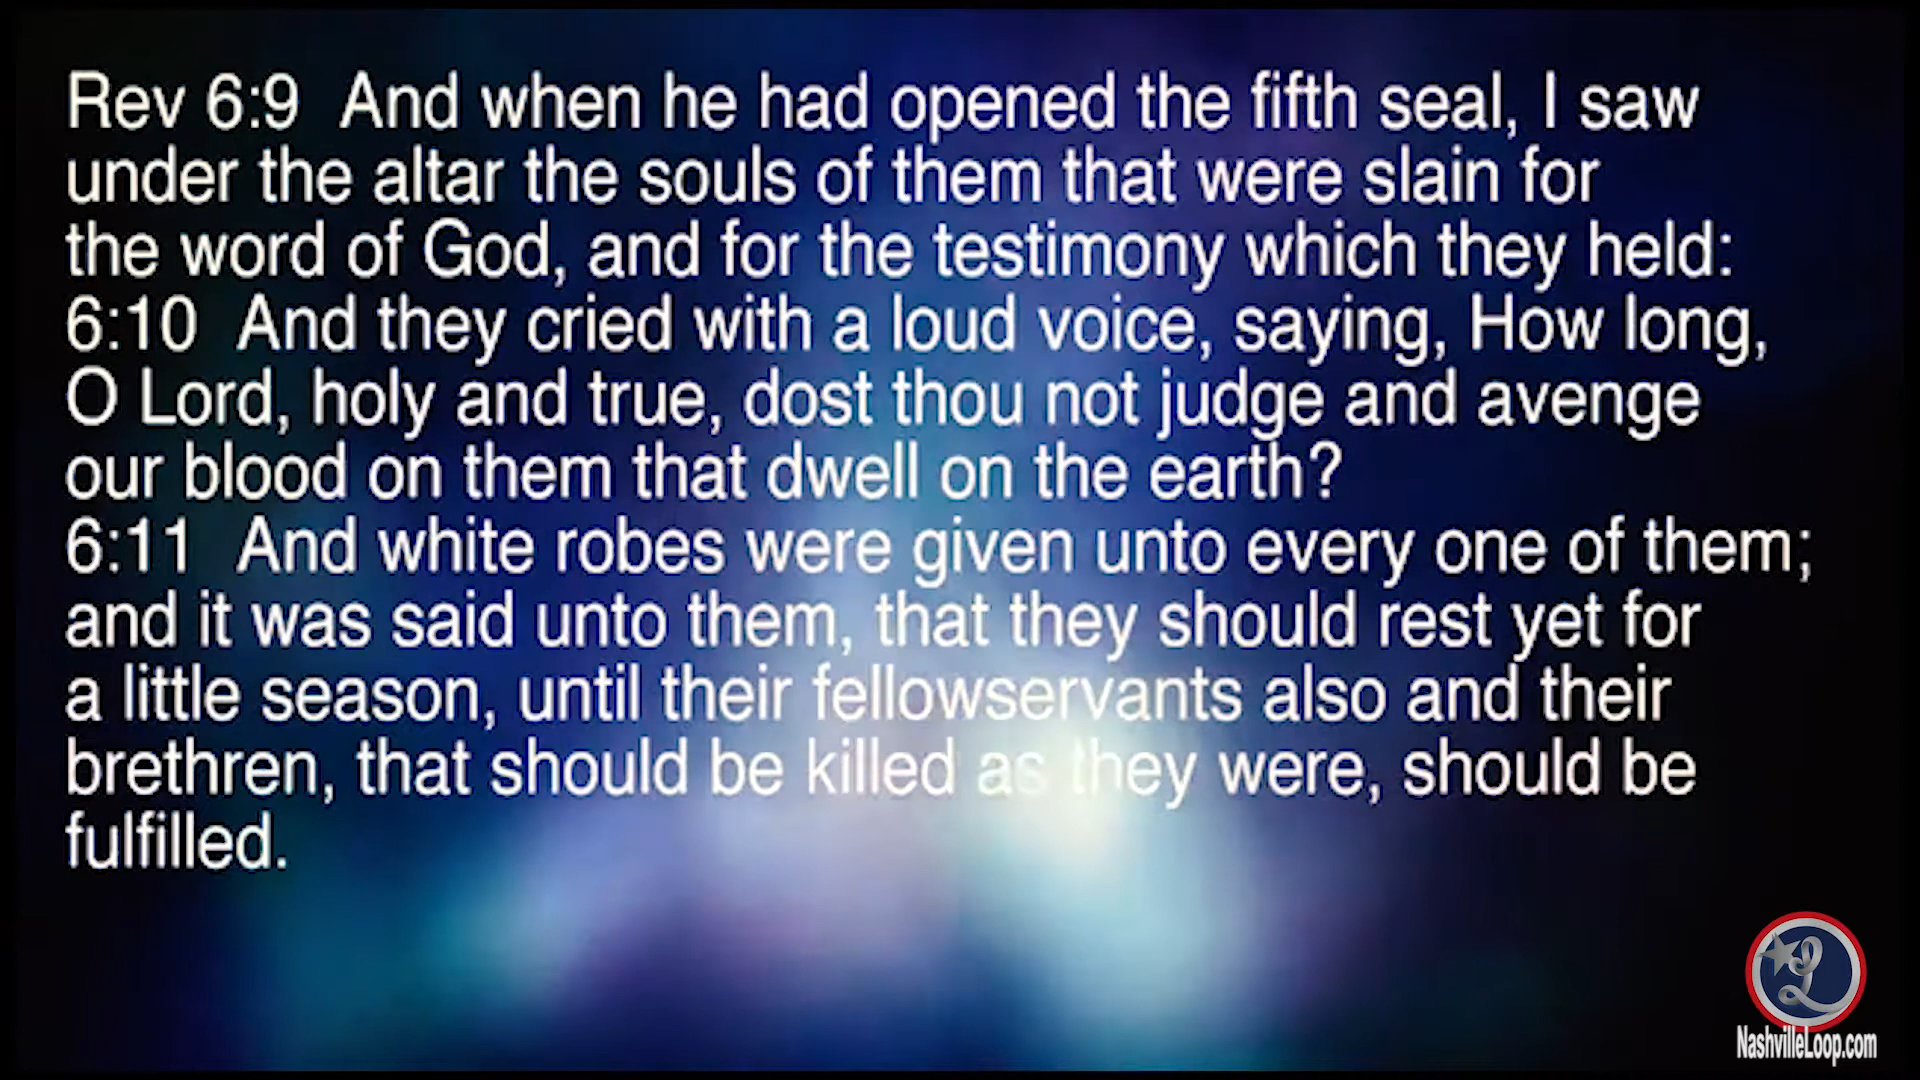 Rev 6:9  And when he had opened the fifth seal, I saw
under the altar the souls of them that were slain for
the word of God, and for the testimony which they held:
6:10  And they cried with a loud voice, saying, How long,
O Lord, holy and true, dost thou not judge and avenge
our blood on them that dwell on the earth?
6:11  And white robes were given unto every one of them;
and it was said unto them, that they should rest yet for
a little season, until their fellowservants also and their
brethren, that should be killed as they were, should be
fulfilled.
L
NashvilleLoop.com